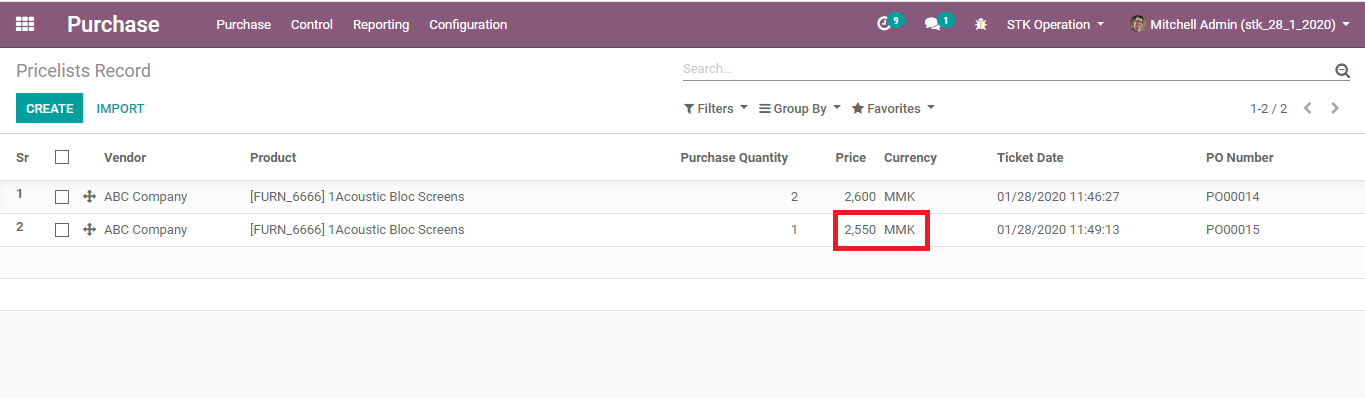 Purchase Purchase Control Reporting Configuration 9 1 STK Operation Mitchell Admin (stk_28_1_2020)
Pricelists Record Search...
CREATE IMPORT Filters Group By Favorites 1-2 / 2
Sr Vendor Product Purchase Quantity Price Currency Ticket Date PO Number
1 ABC Company [FURN_6666] 1Acoustic Bloc Screens 2 2,600 MMK 01/28/2020 11:46:27 PO00014
2 ABC Company [FURN_6666] 1Acoustic Bloc Screens 1 2,550 MMK 01/28/2020 11:49:13 PO00015